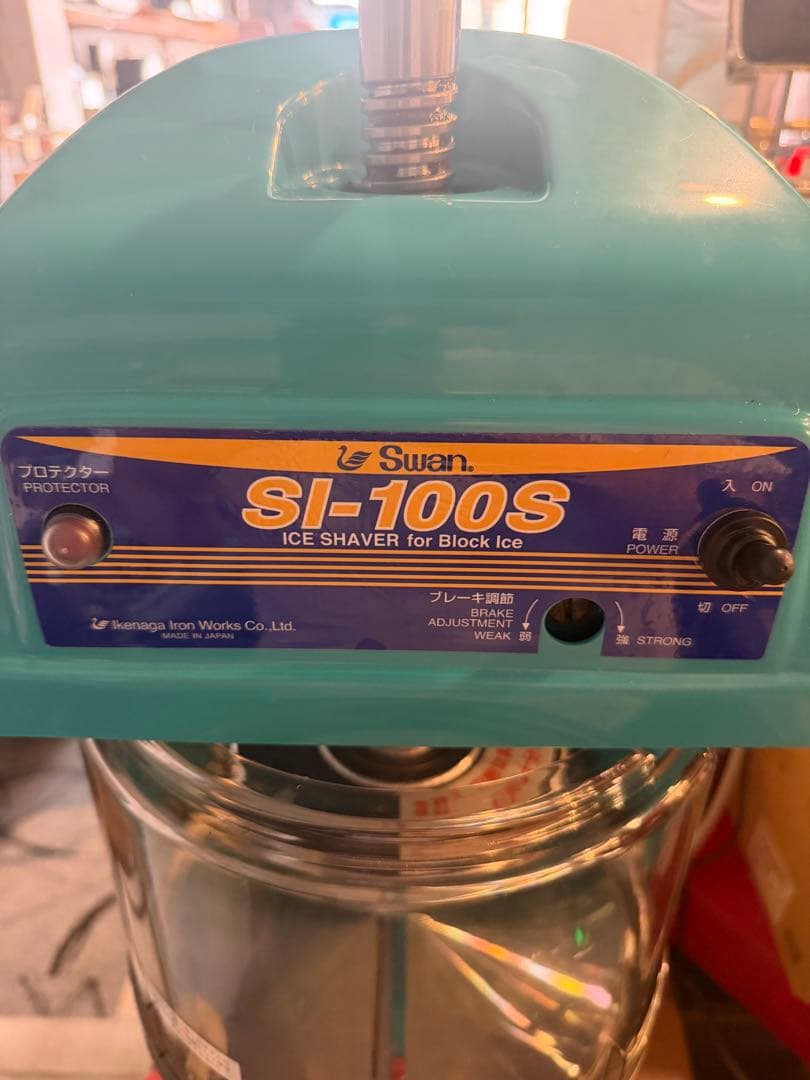 Swan.
プロテクター
PROTECTOR
SI-100S
ICE SHAVER for Block Ice
入 ON
電源
POWER
切 OFF
ブレーキ調節
BRAKE
ADJUSTMENT
WEAK 弱
強 STRONG
Ikenaga Iron Works Co.,Ltd.
MADE IN JAPAN